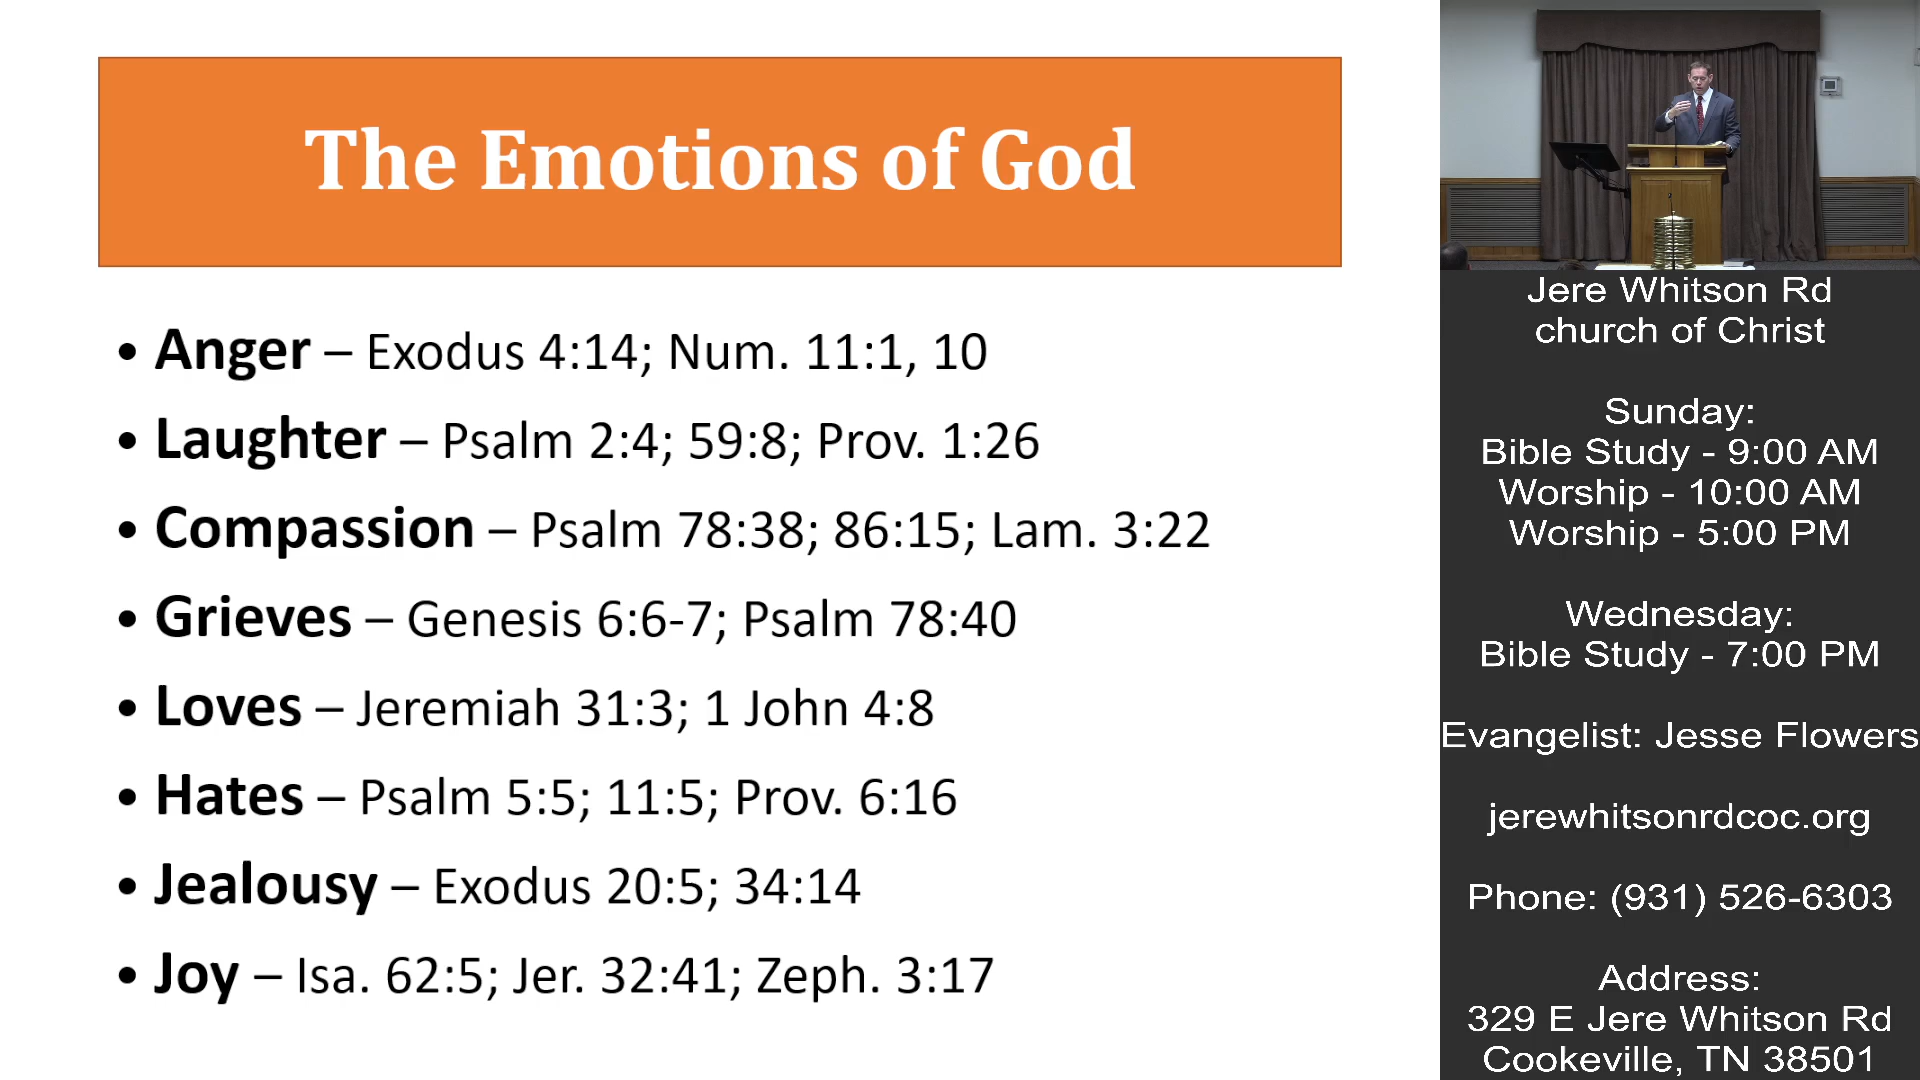 The Emotions of God
• Anger – Exodus 4:14; Num. 11:1, 10
• Laughter – Psalm 2:4; 59:8; Prov. 1:26
• Compassion – Psalm 78:38; 86:15; Lam. 3:22
• Grieves – Genesis 6:6-7; Psalm 78:40
• Loves – Jeremiah 31:3; 1 John 4:8
• Hates – Psalm 5:5; 11:5; Prov. 6:16
• Jealousy – Exodus 20:5; 34:14
• Joy – Isa. 62:5; Jer. 32:41; Zeph. 3:17
Jere Whitson Rd
church of Christ
Sunday:
Bible Study - 9:00 AM
Worship - 10:00 AM
Worship - 5:00 PM
Wednesday:
Bible Study - 7:00 PM
Evangelist: Jesse Flowers
jerewhitsonrdcoc.org
Phone: (931) 526-6303
Address:
329 E Jere Whitson Rd
Cookeville, TN 38501